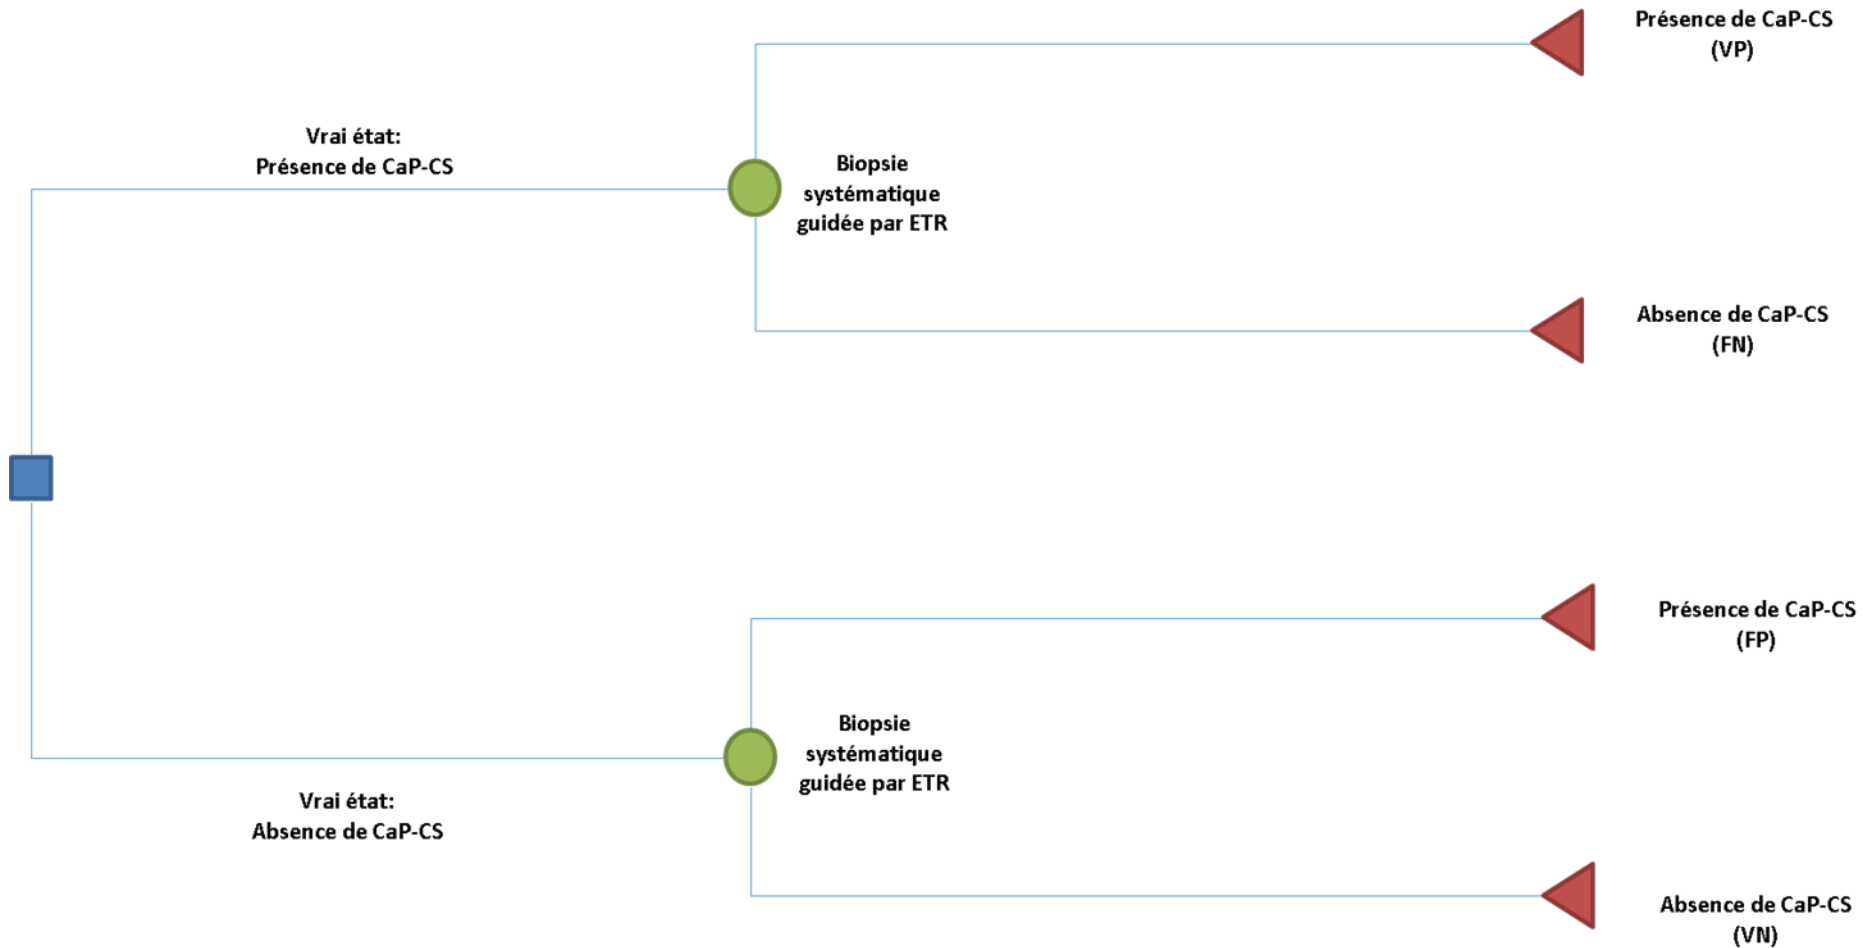 Présence de CaP-CS
(VP)
Vrai état:
Présence de CaP-CS
Biopsie
systématique
guidée par ETR
Absence de CaP-CS
(FN)
Présence de CaP-CS
(FP)
Biopsie
systématique
guidée par ETR
Vrai état:
Absence de CaP-CS
Absence de CaP-CS
(VN)